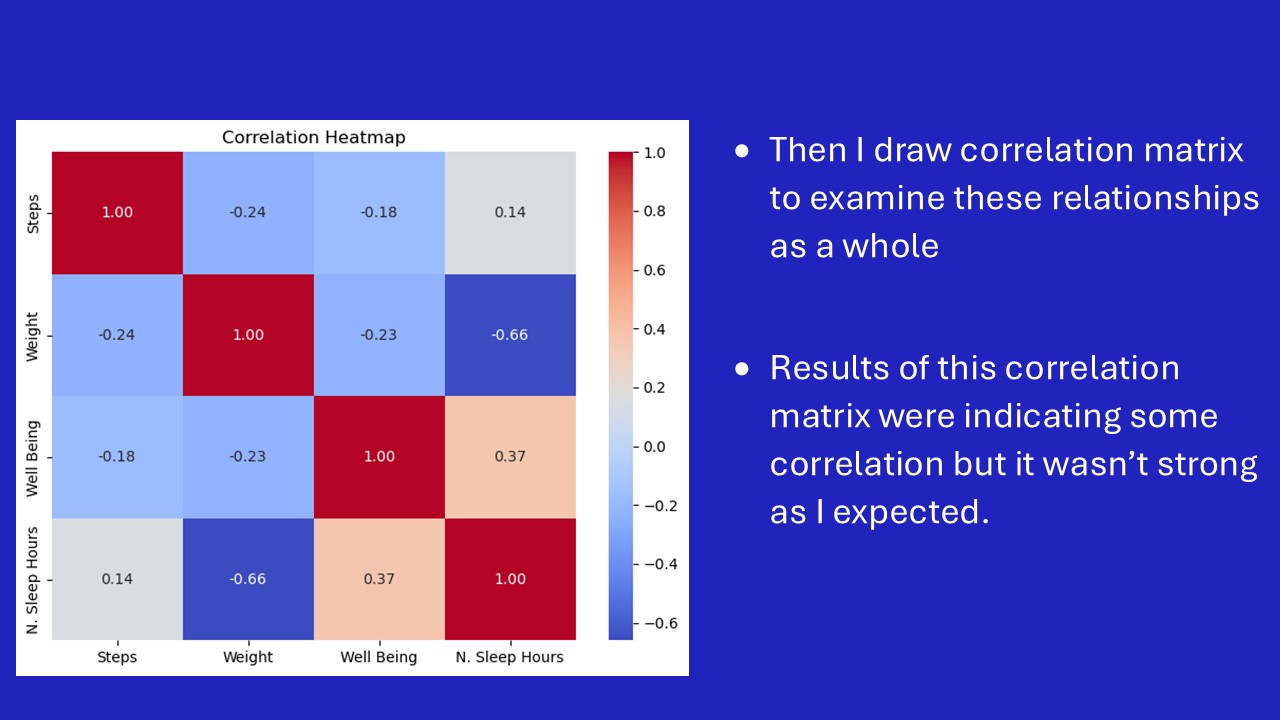 Correlation Heatmap
Steps
1.00
-0.24
-0.18
0.14
Weight
-0.24
1.00
-0.23
-0.66
Well Being
-0.18
-0.23
1.00
0.37
N. Sleep Hours
0.14
-0.66
0.37
1.00
Steps
Weight
Well Being
N. Sleep Hours
1.0
0.8
0.6
0.4
0.2
0.0
−0.2
−0.4
−0.6
• Then I draw correlation matrix
to examine these relationships
as a whole
• Results of this correlation
matrix were indicating some
correlation but it wasn’t strong
as I expected.